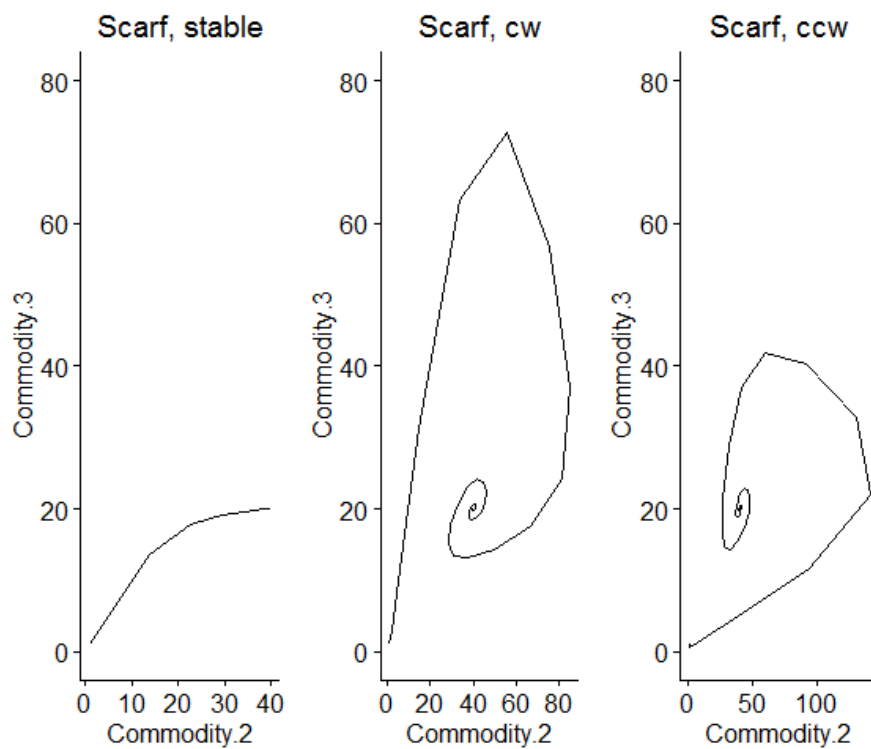 Scarf, stable
Scarf, cw
Scarf, ccw
80
60
40
20
0
Commodity.3
0 10 20 30 40
Commodity.2
80
60
40
20
0
Commodity.3
0 20 40 60 80
Commodity.2
80
60
40
20
0
Commodity.3
0 50 100
Commodity.2